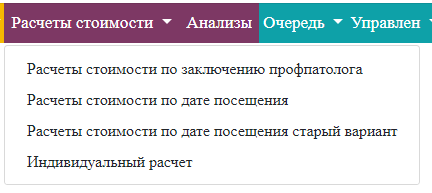 Расчеты стоимости Анализы Очередь Управлен
Расчеты стоимости по заключению профпатолога
Расчеты стоимости по дате посещения
Расчеты стоимости по дате посещения старый вариант
Индивидуальный расчет